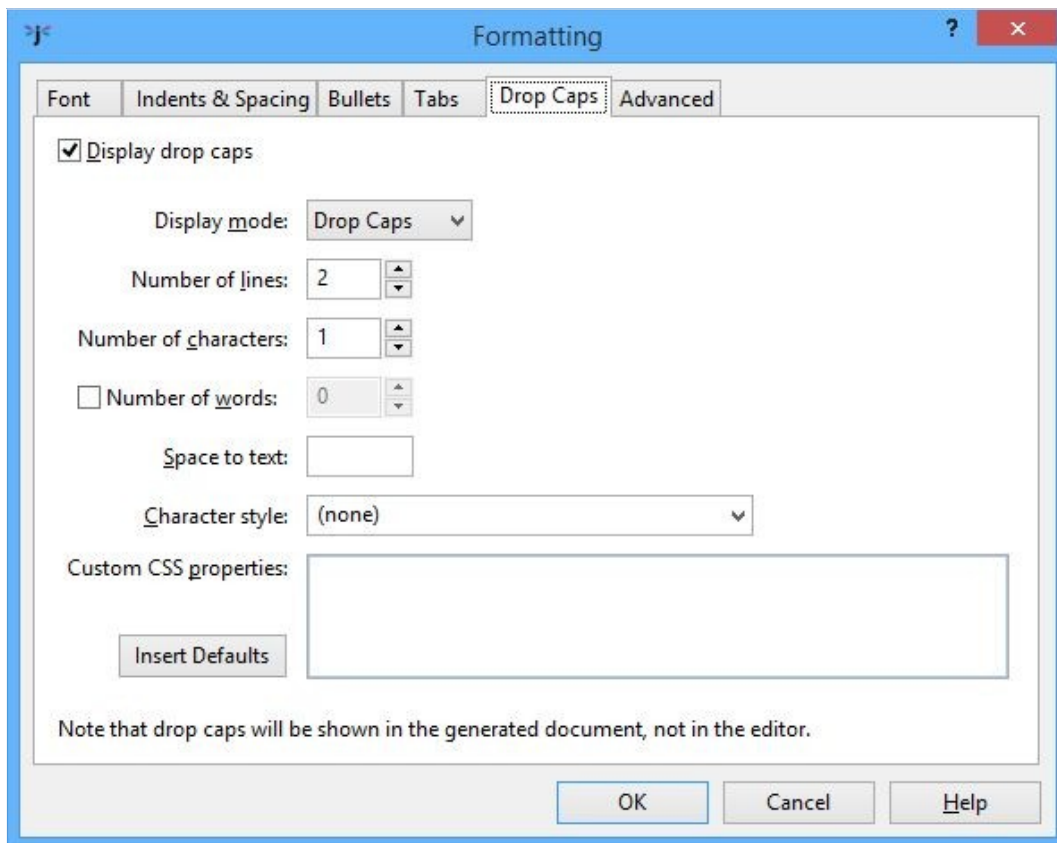 Formatting
?
Font Indents & Spacing Bullets Tabs Drop Caps Advanced
Display drop caps
Display mode: Drop Caps
Number of lines: 2
Number of characters: 1
Number of words: 0
Space to text:
Character style: (none)
Custom CSS properties:
Insert Defaults
Note that drop caps will be shown in the generated document, not in the editor.
OK Cancel Help